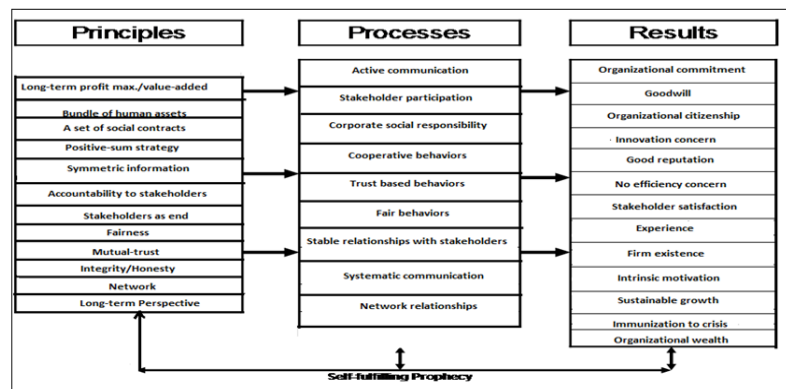 Principles
Long-term profit max./value-added
Bundle of human assets
A set of social contracts
Positive-sum strategy
Symmetric information
Accountability to stakeholders
Stakeholders as end
Fairness
Mutual-trust
Integrity/Honesty
Network
Long-term Perspective
Processes
Active communication
Stakeholder participation
Corporate social responsibility
Cooperative behaviors
Trust based behaviors
Fair behaviors
Stable relationships with stakeholders
Systematic communication
Network relationships
Results
Organizational commitment
Goodwill
Organizational citizenship
Innovation concern
Good reputation
No efficiency concern
Stakeholder satisfaction
Experience
Firm existence
Intrinsic motivation
Sustainable growth
Immunization to crisis
Organizational wealth
Self-fulfilling Prophecy